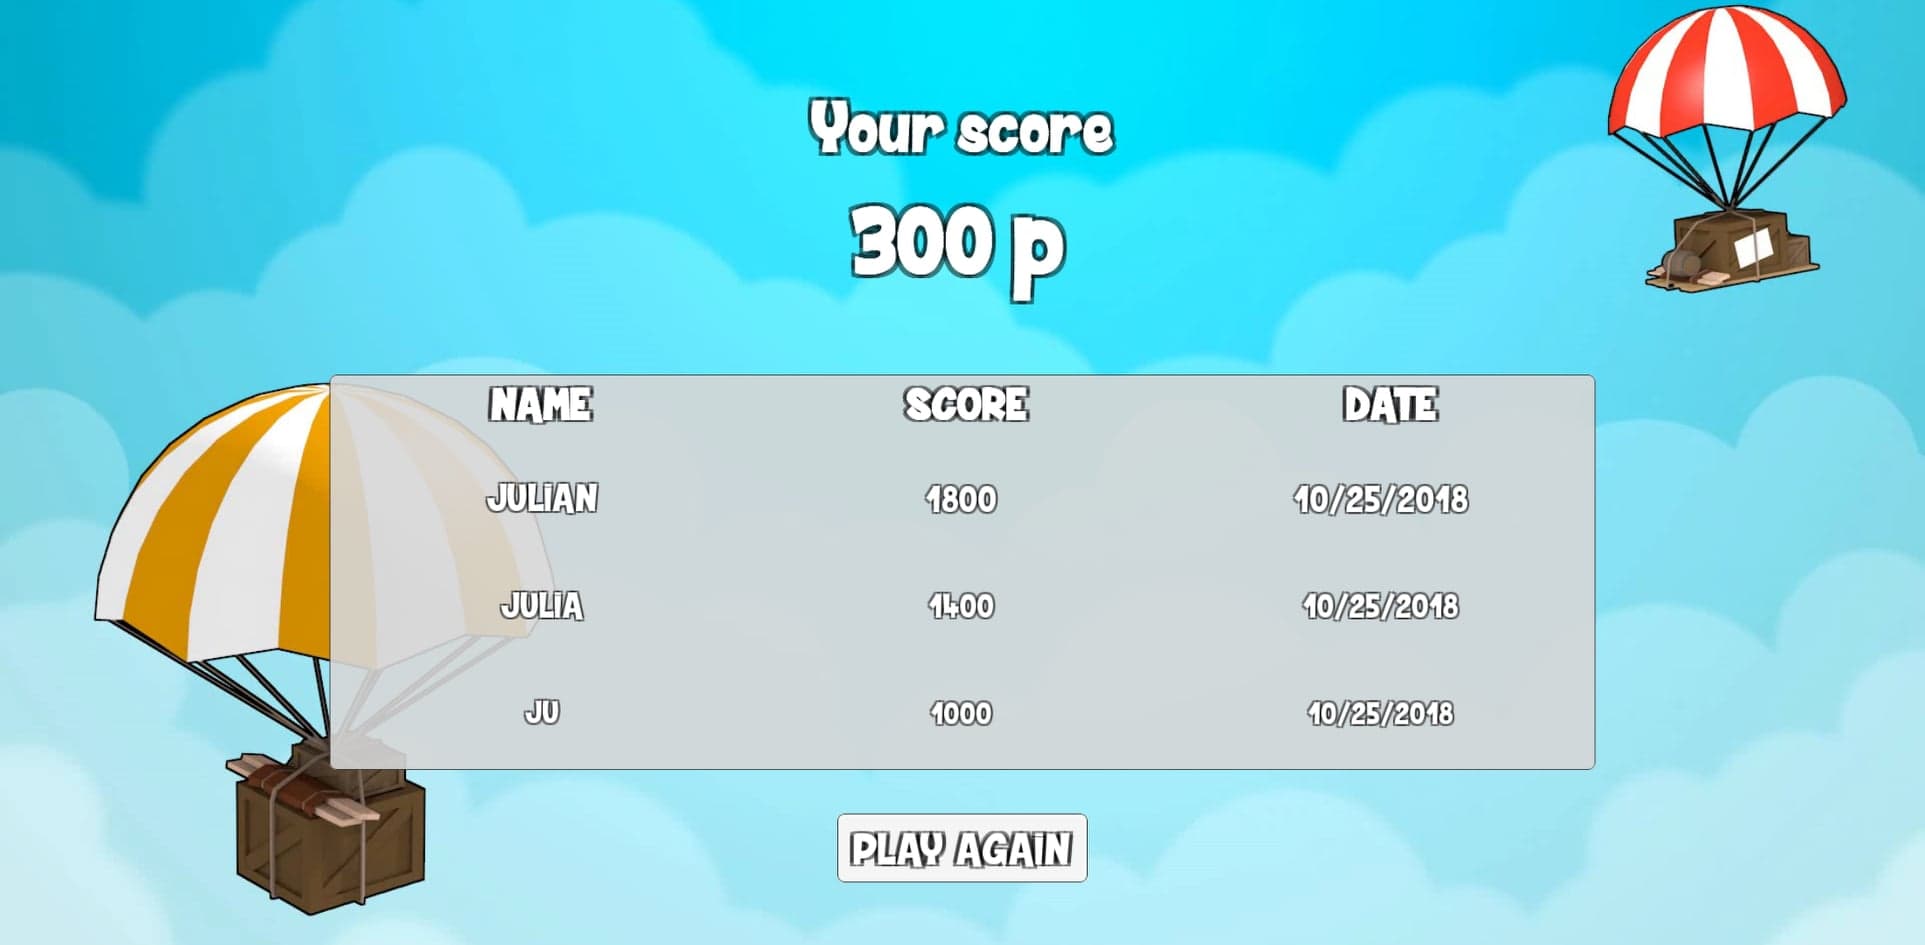 Your score
300 p
NAME SCORE DATE
JULIAN 1800 10/25/2018
JULIA 1400 10/25/2018
JU 1000 10/25/2018
PLAY AGAIN